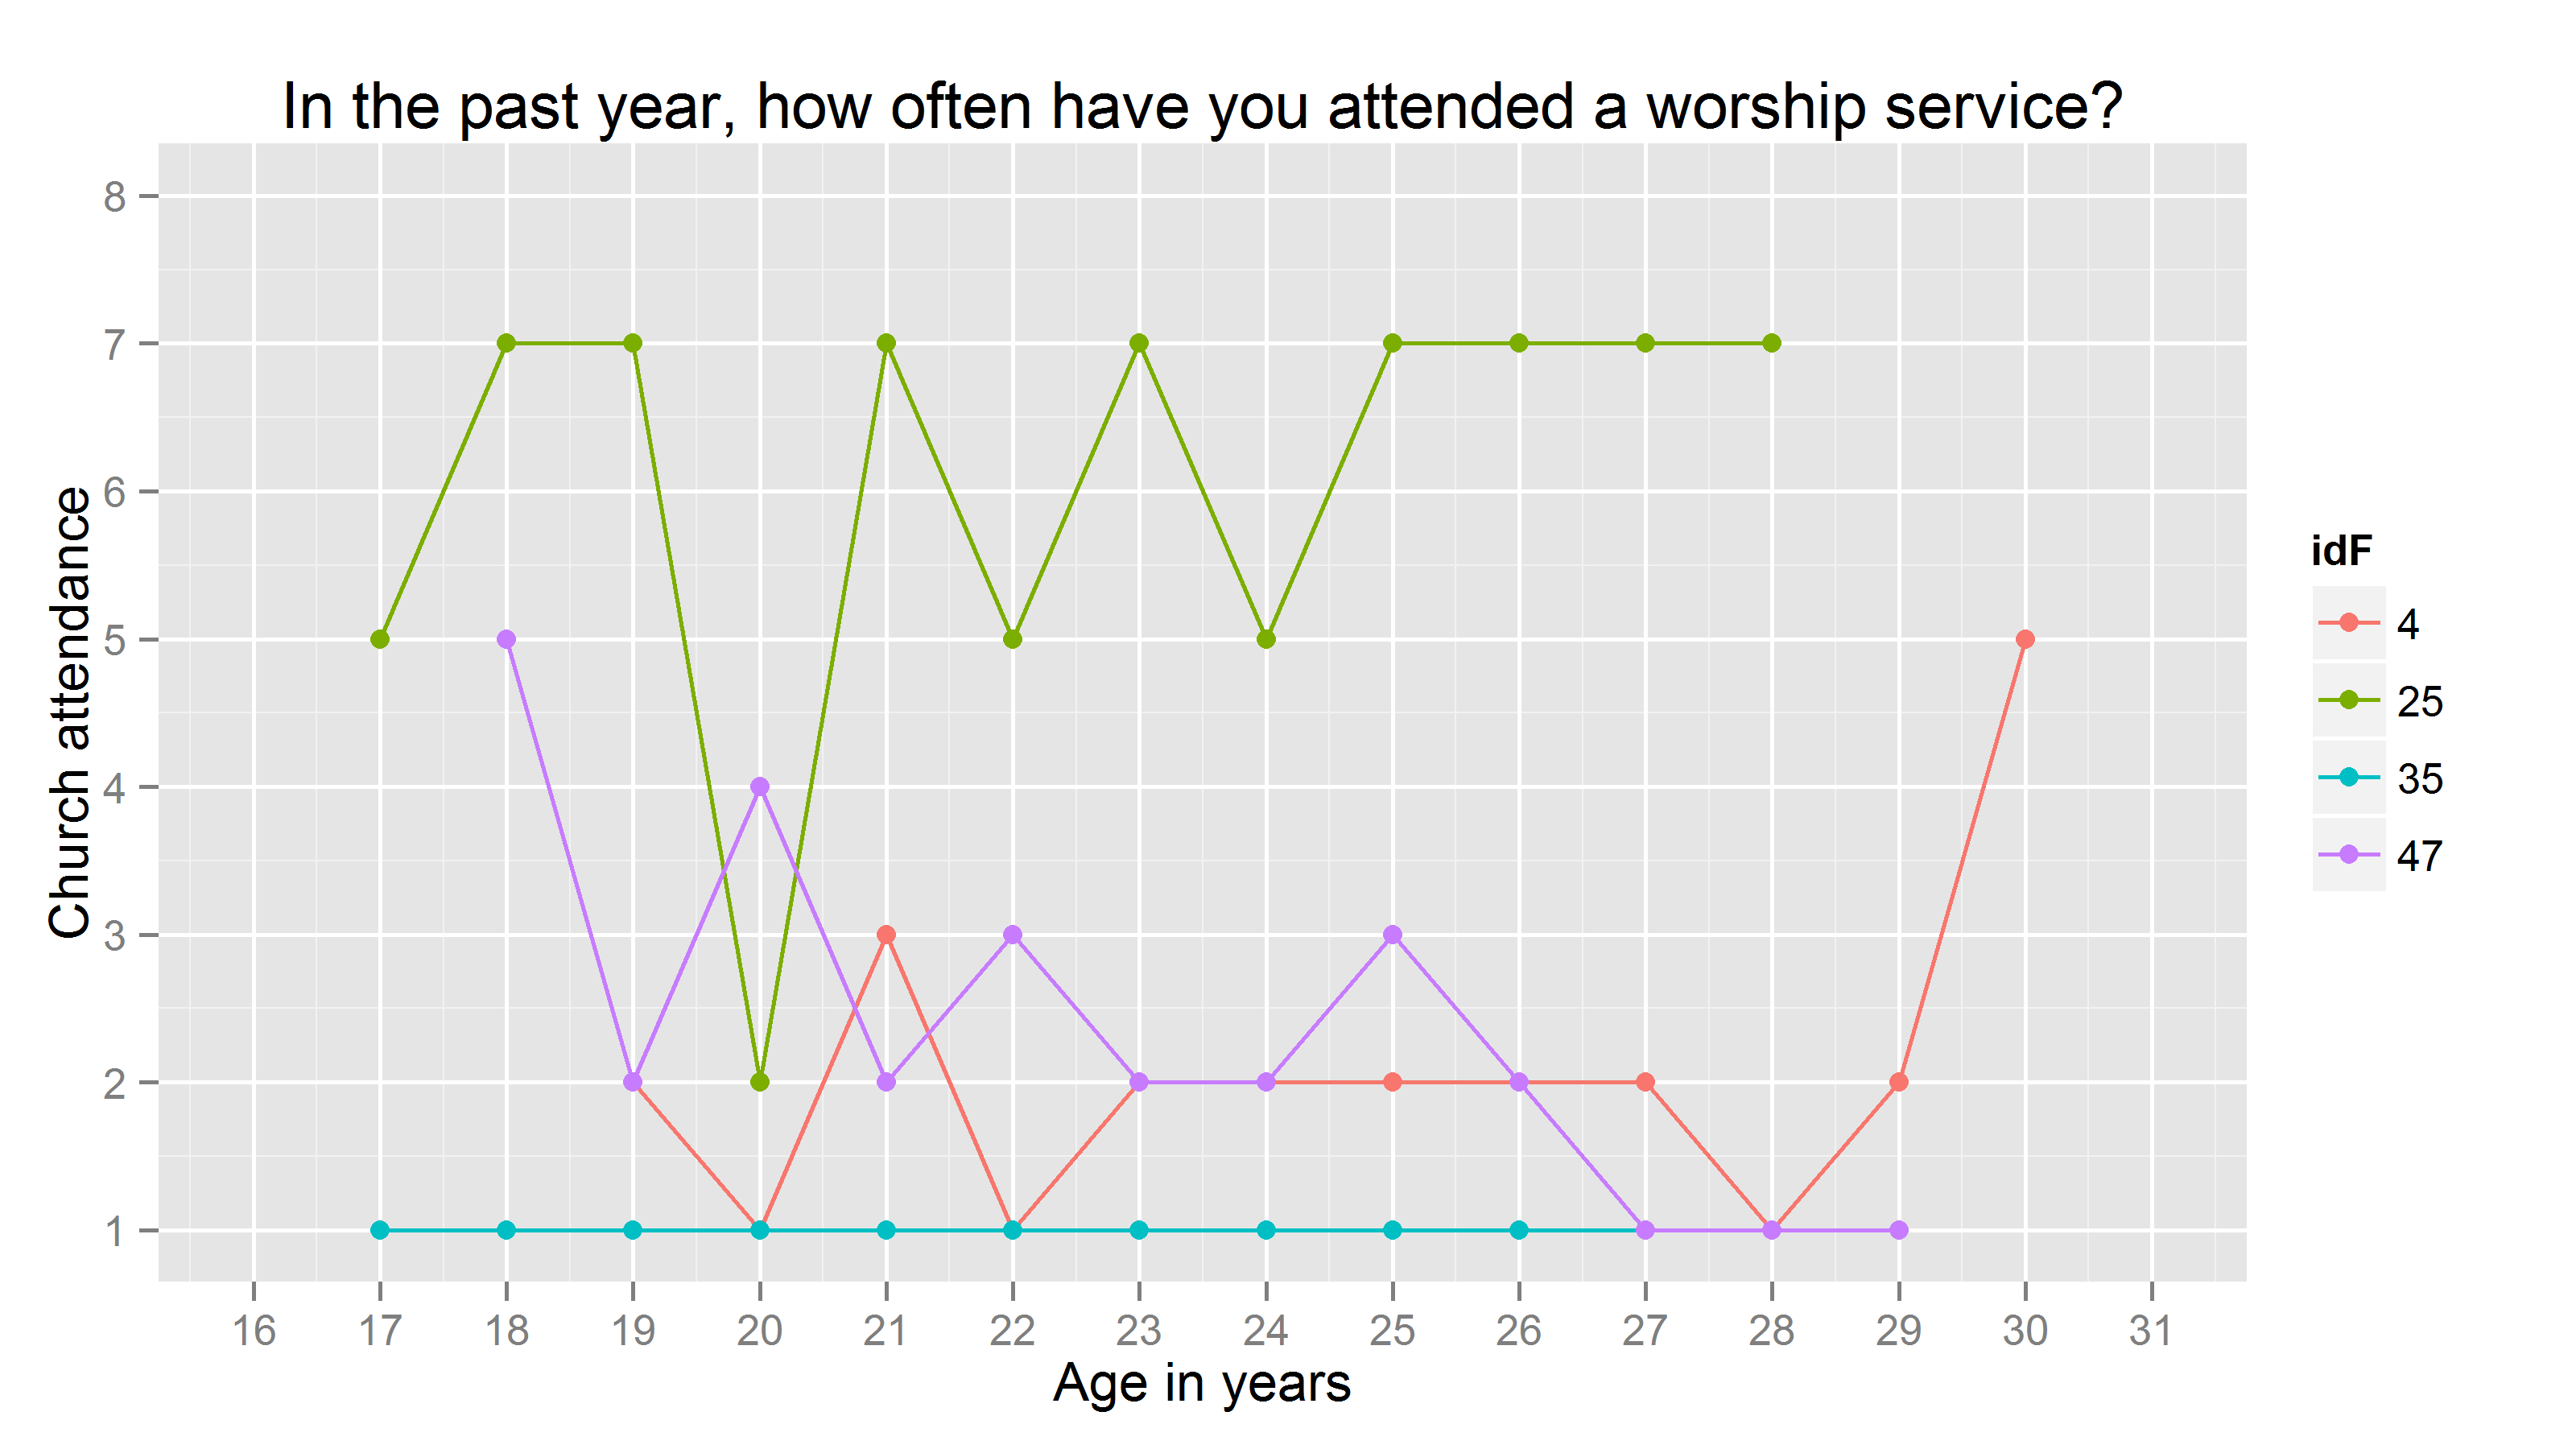 In the past year, how often have you attended a worship service?
Church attendance
8
7
6
5
4
3
2
1
16 17 18 19 20 21 22 23 24 25 26 27 28 29 30 31
Age in years
idF
4
25
35
47